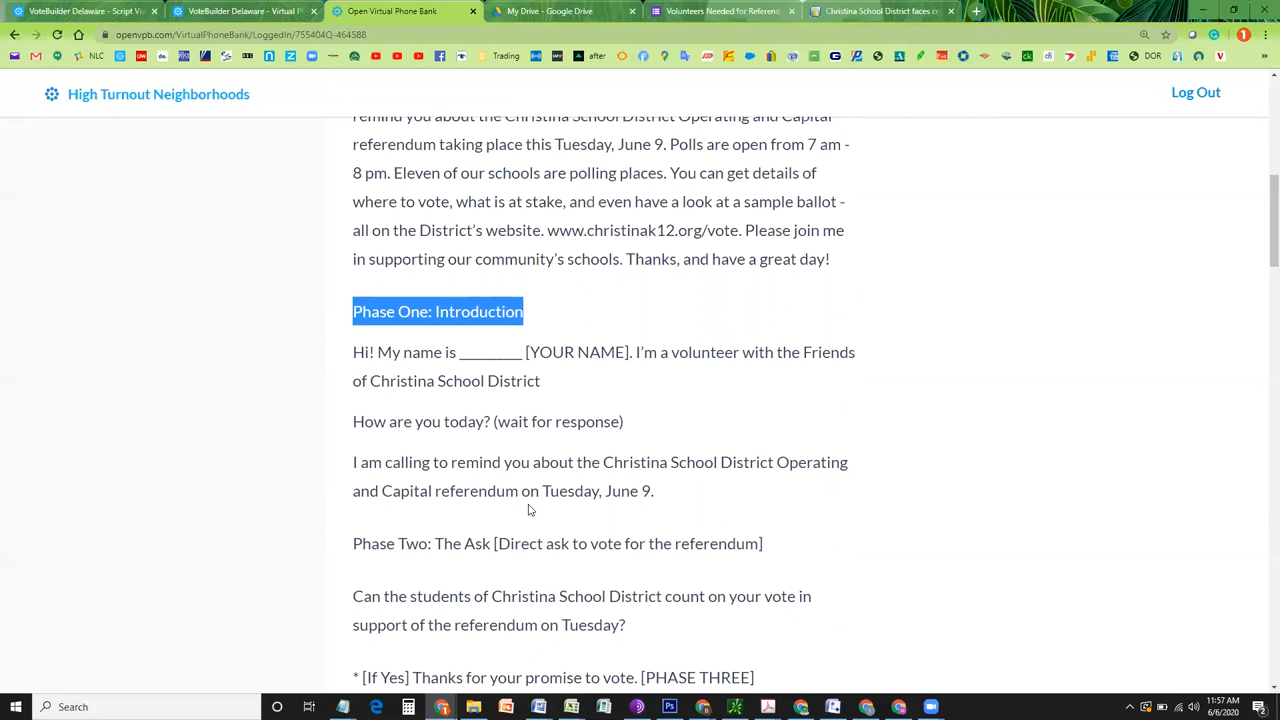 VoteBuilder Delaware - Script Vi
VoteBuilder Delaware - Virtual P
Open Virtual Phone Bank
My Drive - Google Drive
Volunteers Needed for Referend
Christina School District faces c
openvpb.com/VirtualPhoneBank/LoggedIn/755404Q-464588
NLC
Trading
after
DOR
High Turnout Neighborhoods
Log Out
remind you about the Christina School District Operating and Capital
referendum taking place this Tuesday, June 9. Polls are open from 7 am -
8 pm. Eleven of our schools are polling places. You can get details of
where to vote, what is at stake, and even have a look at a sample ballot -
all on the District’s website. www.christinak12.org/vote. Please join me
in supporting our community’s schools. Thanks, and have a great day!
Phase One: Introduction
Hi! My name is __________ [YOUR NAME]. I’m a volunteer with the Friends
of Christina School District
How are you today? (wait for response)
I am calling to remind you about the Christina School District Operating
and Capital referendum on Tuesday, June 9.
Phase Two: The Ask [Direct ask to vote for the referendum]
Can the students of Christina School District count on your vote in
support of the referendum on Tuesday?
* [If Yes] Thanks for your promise to vote. [PHASE THREE]
Search
11:57 AM
6/6/2020